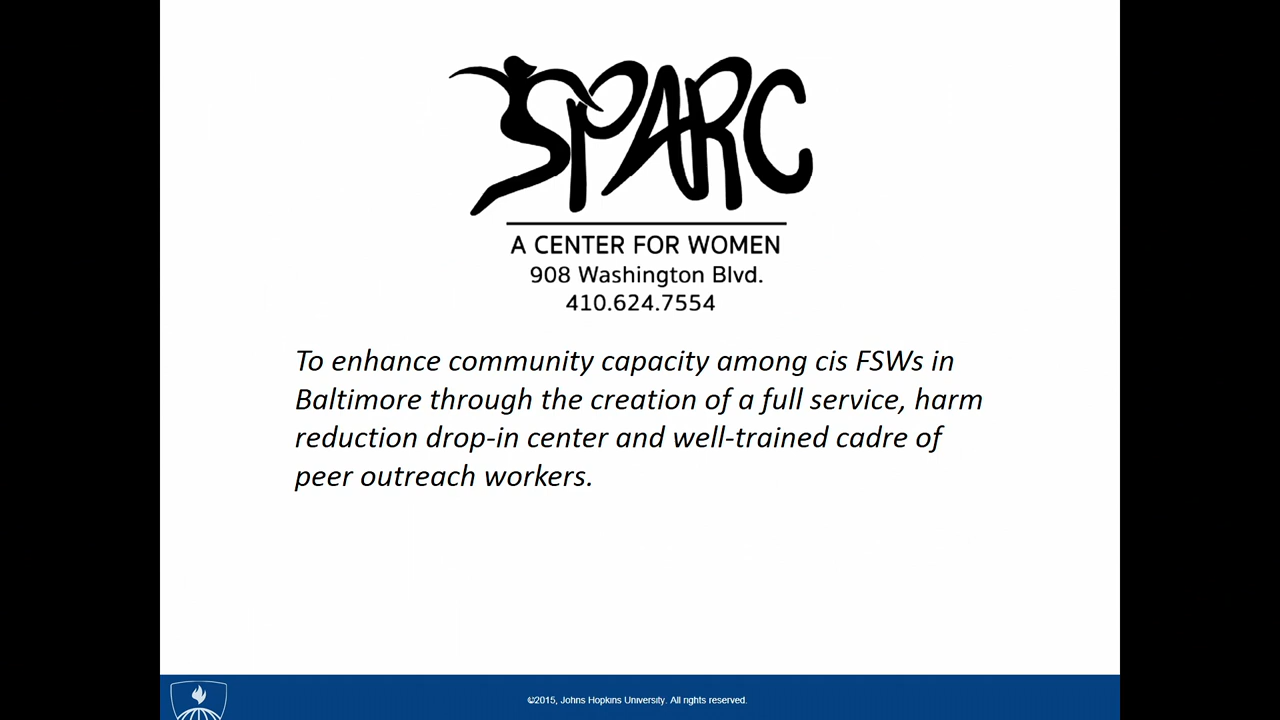 SPARC
A CENTER FOR WOMEN
908 Washington Blvd.
410.624.7554
To enhance community capacity among cis FSWs in
Baltimore through the creation of a full service, harm
reduction drop-in center and well-trained cadre of
peer outreach workers.
©2015, Johns Hopkins University. All rights reserved.